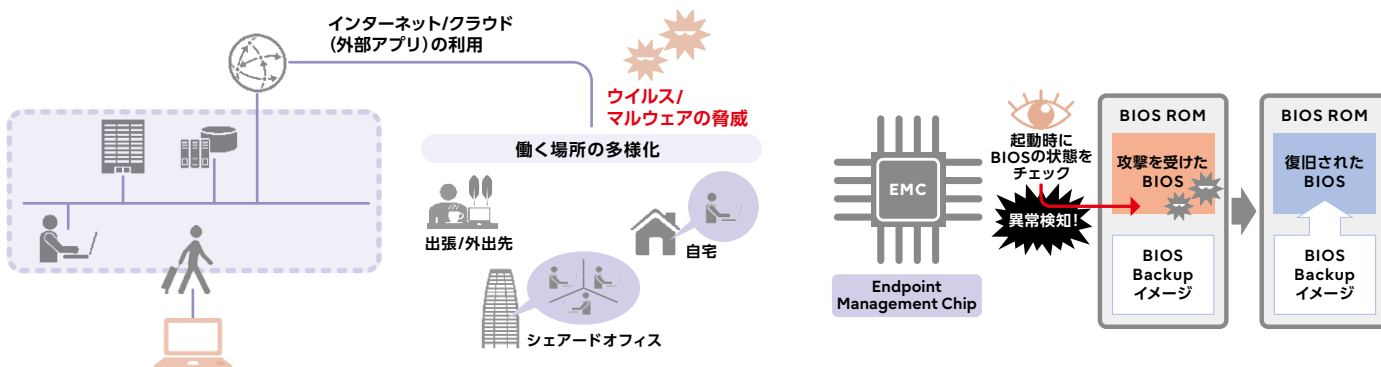 インターネット/クラウド
(外部アプリ)の利用
ウイルス/
マルウェアの脅威
働く場所の多様化
出張/外出先
自宅
シェアードオフィス
EMC
Endpoint
Management Chip
起動時に
BIOSの状態を
チェック
異常検知!
BIOS ROM
攻撃を受けた
BIOS
BIOS
Backup
イメージ
BIOS ROM
復旧された
BIOS
BIOS
Backup
イメージ